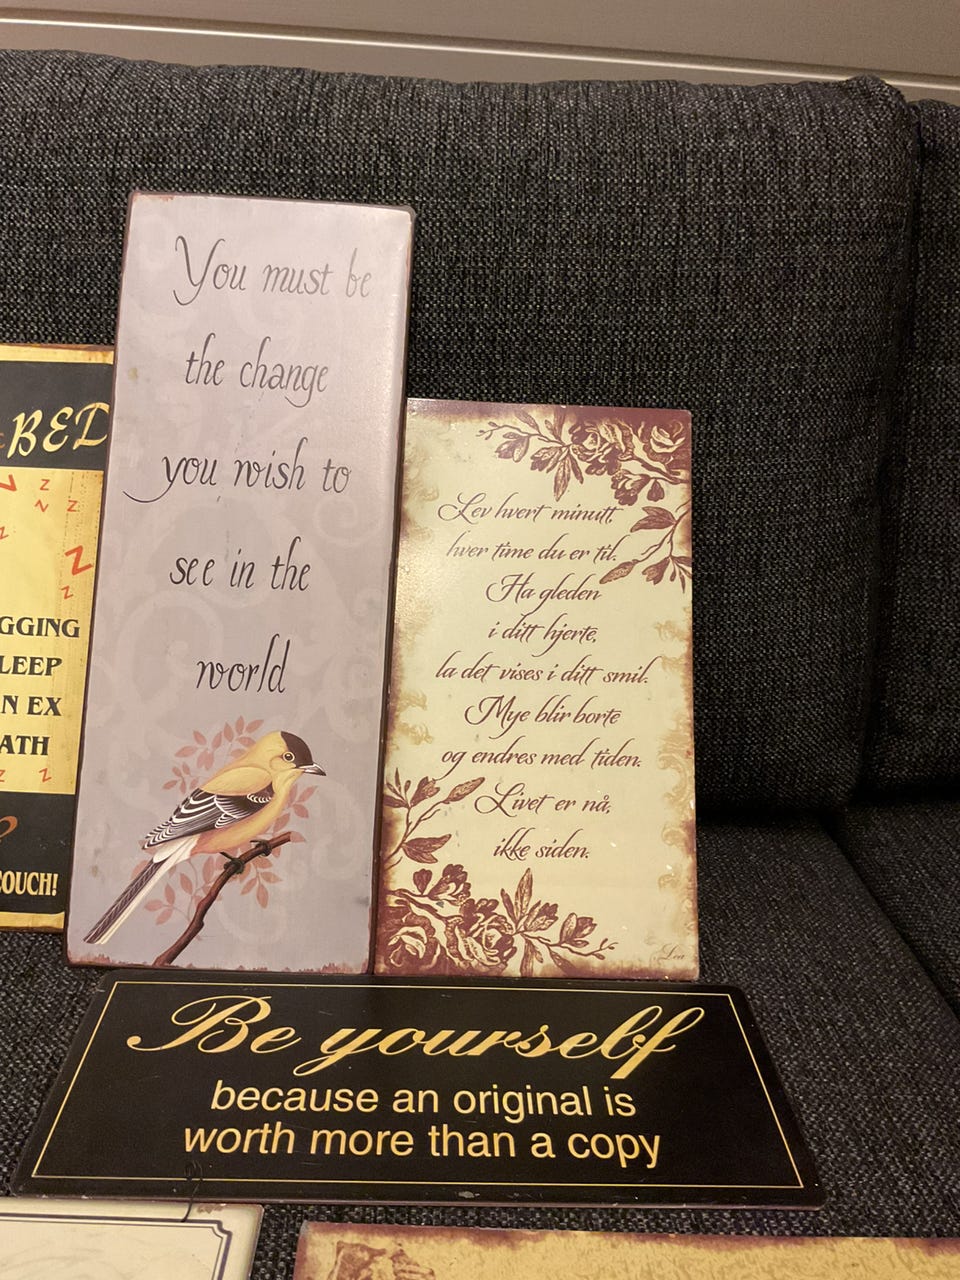 BED
Z
Z
Z
Z
Z
Z
GGING
LEEP
N EX
ATH
Z
Z
COUCH!
You must be
the change
you wish to
see in the
world
Lev hvert minutt,
hver time du er til.
Ha gleden
i ditt hjerte,
la det vises i ditt smil.
Mye blir borte
og endres med tiden.
Livet er nå,
ikke siden.
Lea
Be yourself
because an original is
worth more than a copy